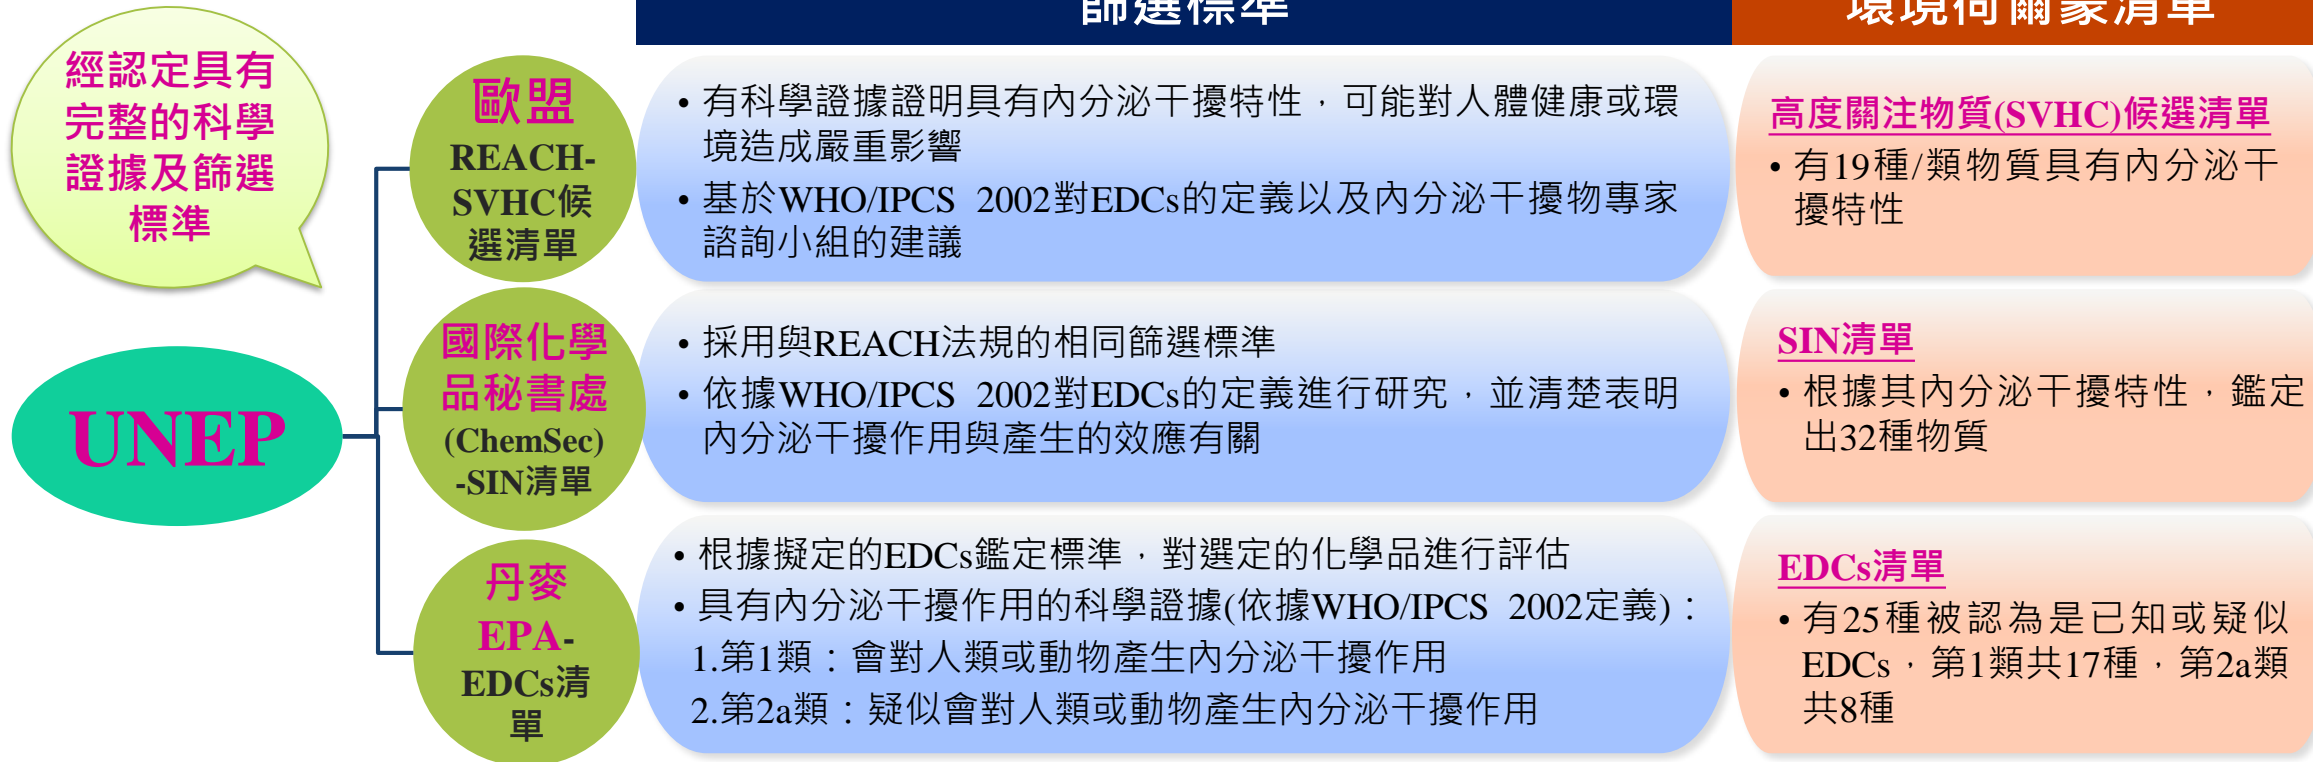 篩選標準
環境荷爾蒙清單
經認定具有
完整的科學
證據及篩選
標準
UNEP
歐盟
REACH-
SVHC候
選清單
• 有科學證據證明具有內分泌干擾特性，可能對人體健康或環
境造成嚴重影響
• 基於WHO/IPCS 2002對EDCs的定義以及內分泌干擾物專家
諮詢小組的建議
高度關注物質(SVHC)候選清單
• 有19種/類物質具有內分泌干
擾特性
國際化學
品秘書處
(ChemSec)
-SIN清單
• 採用與REACH法規的相同篩選標準
• 依據WHO/IPCS 2002對EDCs的定義進行研究，並清楚表明
內分泌干擾作用與產生的效應有關
SIN清單
• 根據其內分泌干擾特性，鑑定
出32種物質
丹麥
EPA-
EDCs清
單
• 根據擬定的EDCs鑑定標準，對選定的化學品進行評估
• 具有內分泌干擾作用的科學證據(依據WHO/IPCS 2002定義)：
1.第1類：會對人類或動物產生內分泌干擾作用
2.第2a類：疑似會對人類或動物產生內分泌干擾作用
EDCs清單
• 有25種被認為是已知或疑似
EDCs，第1類共17種，第2a類
共8種